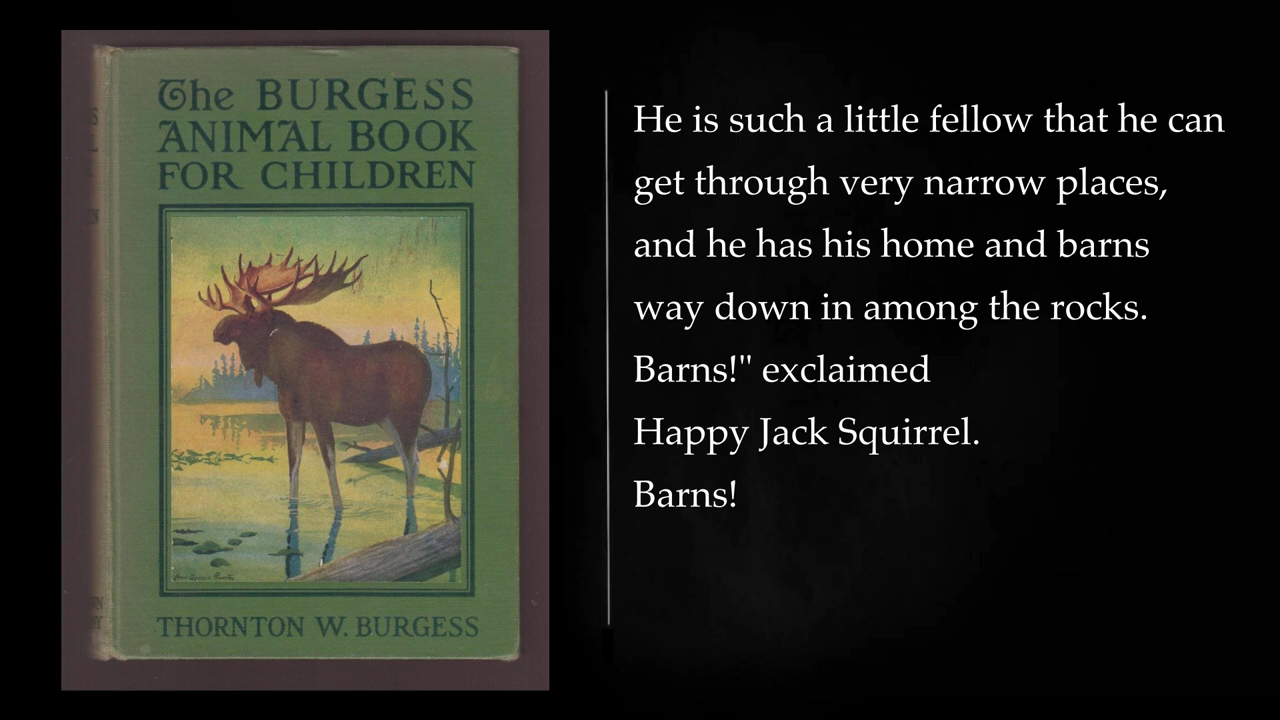 The BURGESS
ANIMAL BOOK
FOR CHILDREN
THORNTON W. BURGESS
He is such a little fellow that he can
get through very narrow places,
and he has his home and barns
way down in among the rocks.
Barns!" exclaimed
Happy Jack Squirrel.
Barns!